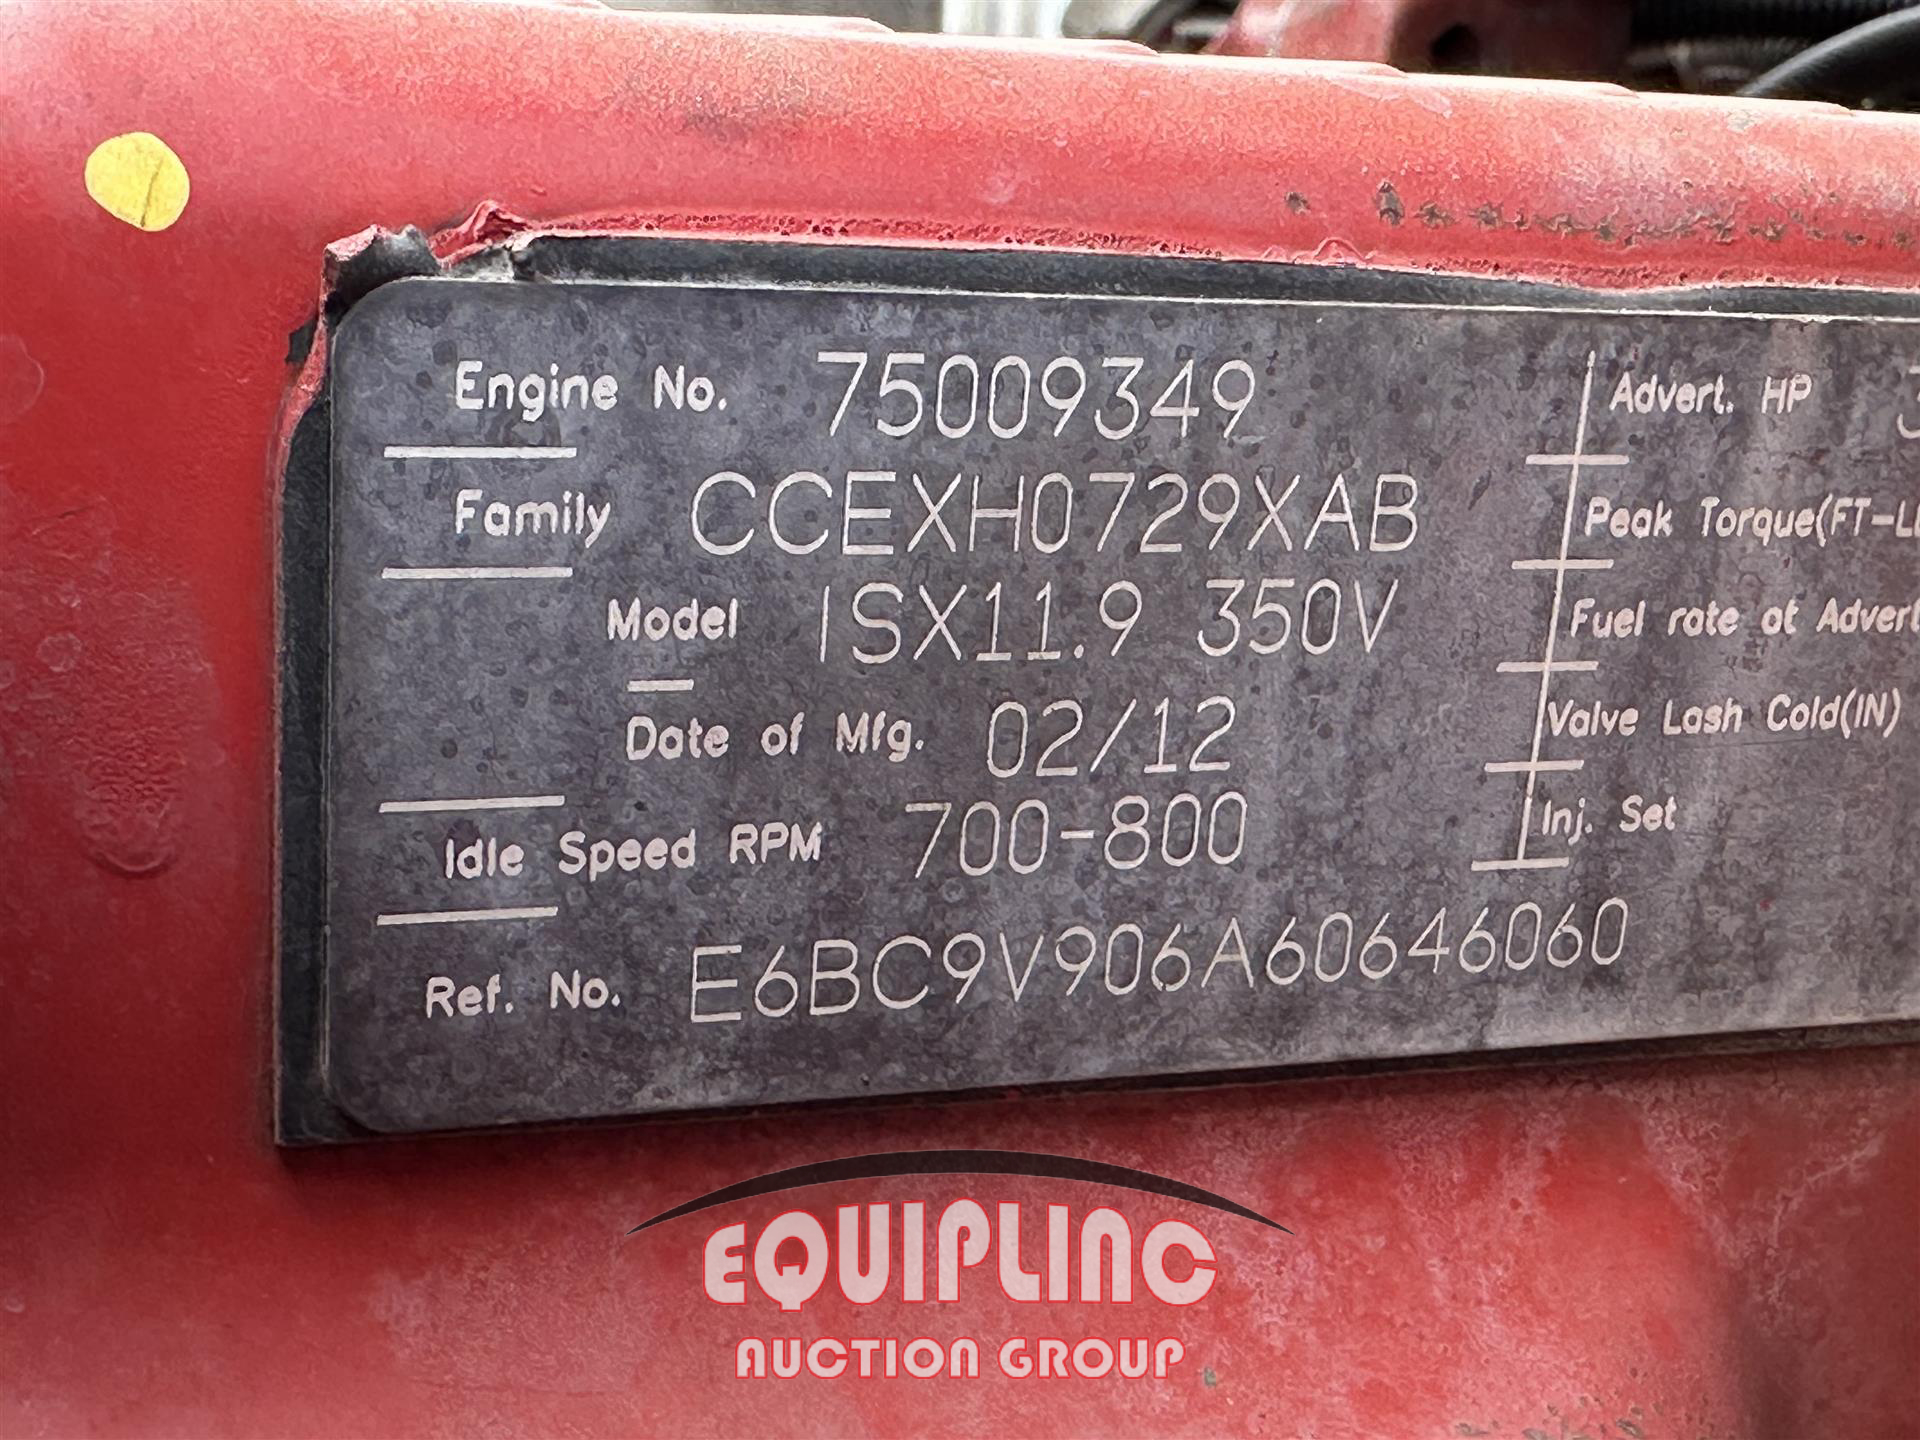 Engine No. 75009349
Family CCEXH0729XAB
Model ISX11.9 350V
Date of Mfg. 02/12
Idle Speed RPM 700-800
Ref. No. E6BC9V906A60646060
Advert. HP 3
Peak Torque(FT-L
Fuel rate at Advert
Valve Lash Cold(IN)
Inj. Set
EQUIPLINC
AUCTION GROUP